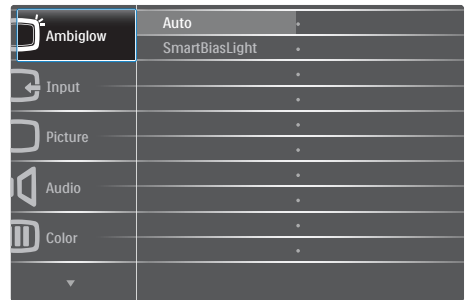 Ambiglow
Auto
SmartBiasLight
Input
Picture
Audio
Color